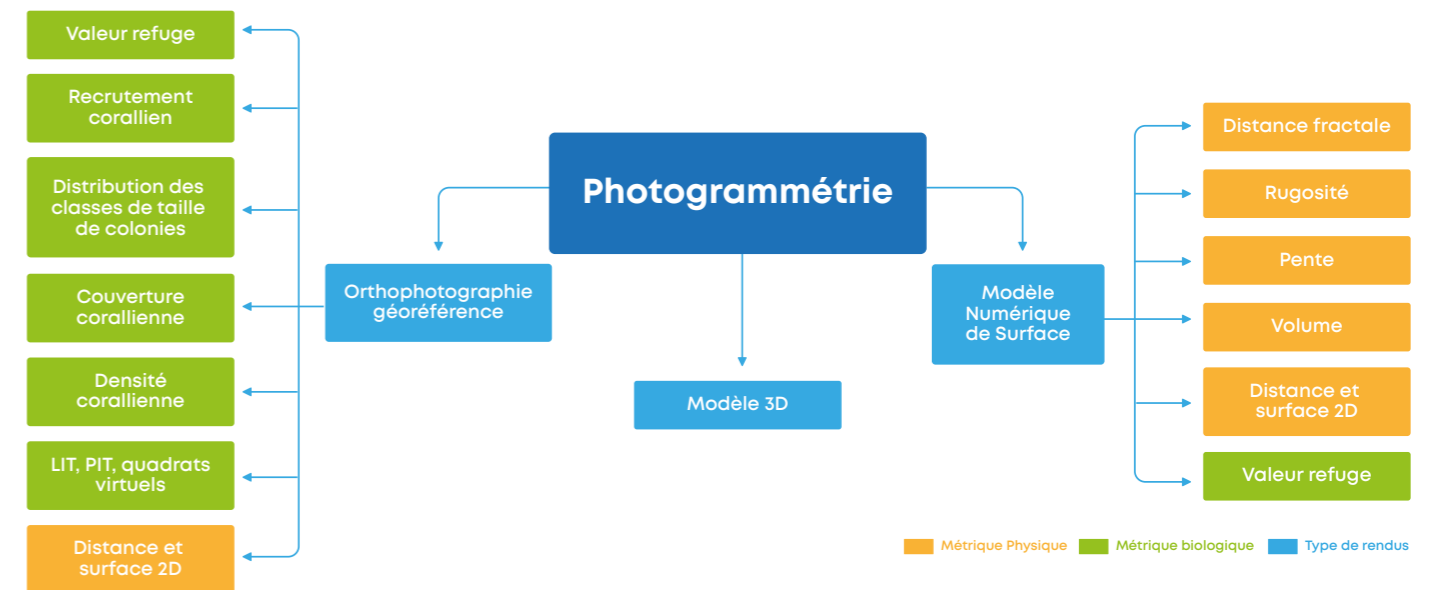 Valeur refuge
Recrutement
corallien
Distribution des
classes de taille
de colonies
Couverture
corallienne
Densité
corallienne
LIT, PIT, quadrats
virtuels
Distance et
surface 2D
Orthophotographie
géoréférence
Photogrammétrie
Modèle 3D
Modèle
Numérique
de Surface
Distance fractale
Rugosité
Pente
Volume
Distance et
surface 2D
Valeur refuge
Métrique Physique
Métrique biologique
Type de rendus